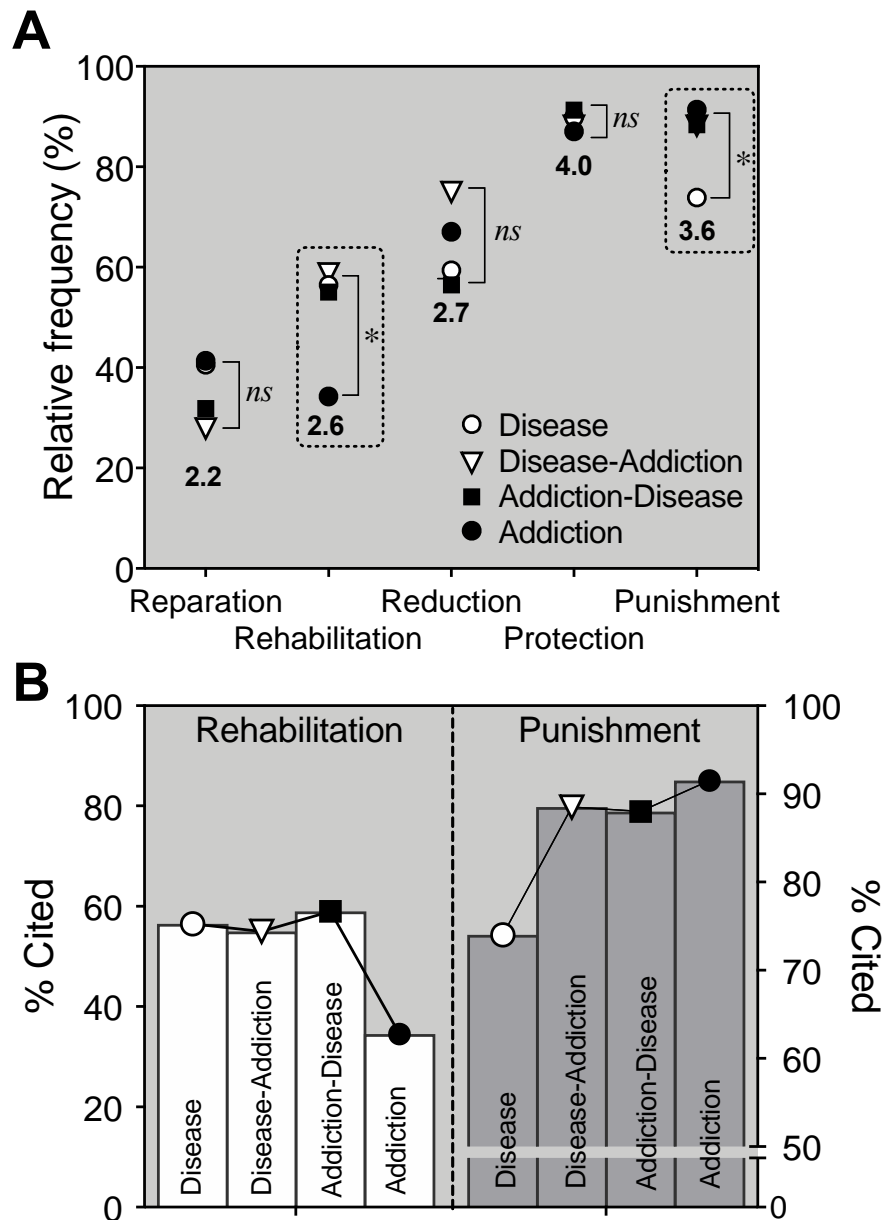 A
Relative frequency (%)
100
80
60
40
20
0
ns
*
ns
ns
*
2.2
2.6
2.7
4.0
3.6
Disease
Disease-Addiction
Addiction-Disease
Addiction
Reparation
Rehabilitation
Reduction
Protection
Punishment
B
% Cited
100
80
60
40
20
0
Rehabilitation
Disease
Disease-Addiction
Addiction-Disease
Addiction
Punishment
Disease
Disease-Addiction
Addiction-Disease
Addiction
100
90
80
70
60
50
0
% Cited